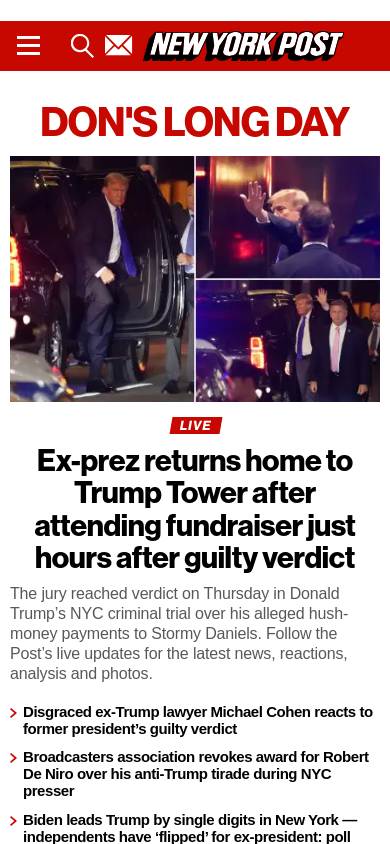 NEW YORK POST
DON'S LONG DAY
LIVE
Ex-prez returns home to
Trump Tower after
attending fundraiser just
hours after guilty verdict
The jury reached verdict on Thursday in Donald
Trump’s NYC criminal trial over his alleged hush-
money payments to Stormy Daniels. Follow the
Post’s live updates for the latest news, reactions,
analysis and photos.
Disgraced ex-Trump lawyer Michael Cohen reacts to
former president’s guilty verdict
Broadcasters association revokes award for Robert
De Niro over his anti-Trump tirade during NYC
presser
Biden leads Trump by single digits in New York —
independents have ‘flipped’ for ex-president: poll